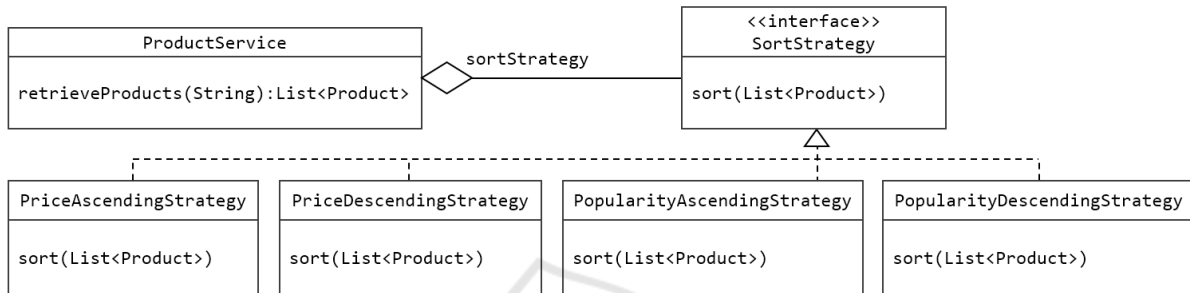 ProductService
retrieveProducts(String):List<Product>
sortStrategy
<<interface>>
SortStrategy
sort(List<Product>)
PriceAscendingStrategy
sort(List<Product>)
PriceDescendingStrategy
sort(List<Product>)
PopularityAscendingStrategy
sort(List<Product>)
PopularityDescendingStrategy
sort(List<Product>)